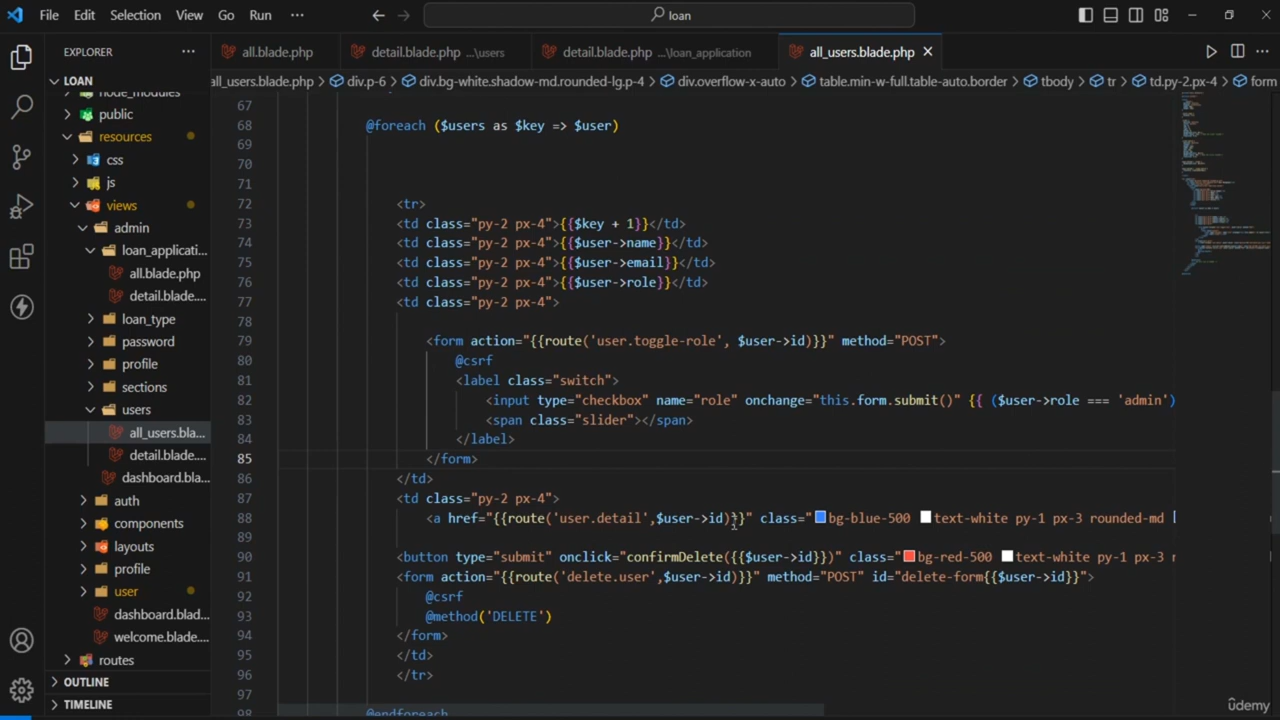 File Edit Selection View Go Run ··· loan
EXPLORER ···
all.blade.php detail.blade.php ...\users detail.blade.php ...\loan_application all_users.blade.php
LOAN
all_users.blade.php > div.p-6 > div.bg-white.shadow-md.rounded-lg.p-4 > div.overflow-x-auto > table.min-w-full.table-auto.border > tbody > tr > td.py-2.px-4 > form
node_modules
public
resources
css
js
views
admin
loan_applicati...
all.blade.php
detail.blade....
loan_type
password
profile
sections
users
all_users.bla...
detail.blade....
dashboard.bla...
auth
components
layouts
profile
user
dashboard.blad...
welcome.blade....
routes
OUTLINE
TIMELINE
67
68 @foreach ($users as $key => $user)
69
70
71
72 <tr>
73 <td class="py-2 px-4">{{$key + 1}}</td>
74 <td class="py-2 px-4">{{$user->name}}</td>
75 <td class="py-2 px-4">{{$user->email}}</td>
76 <td class="py-2 px-4">{{$user->role}}</td>
77 <td class="py-2 px-4">
78
79 <form action="{{route('user.toggle-role', $user->id)}}" method="POST">
80 @csrf
81 <label class="switch">
82 <input type="checkbox" name="role" onchange="this.form.submit()" {{ ($user->role === 'admin')
83 <span class="slider"></span>
84 </label>
85 </form>
86 </td>
87 <td class="py-2 px-4">
88 <a href="{{route('user.detail',$user->id)}}" class="bg-blue-500 text-white py-1 px-3 rounded-md
89
90 <button type="submit" onclick="confirmDelete({{$user->id}})" class="bg-red-500 text-white py-1 px-3 r
91 <form action="{{route('delete.user',$user->id)}}" method="POST" id="delete-form{{$user->id}}">
92 @csrf
93 @method('DELETE')
94 </form>
95 </td>
96 </tr>
97
98 @endforeach
ûdemy